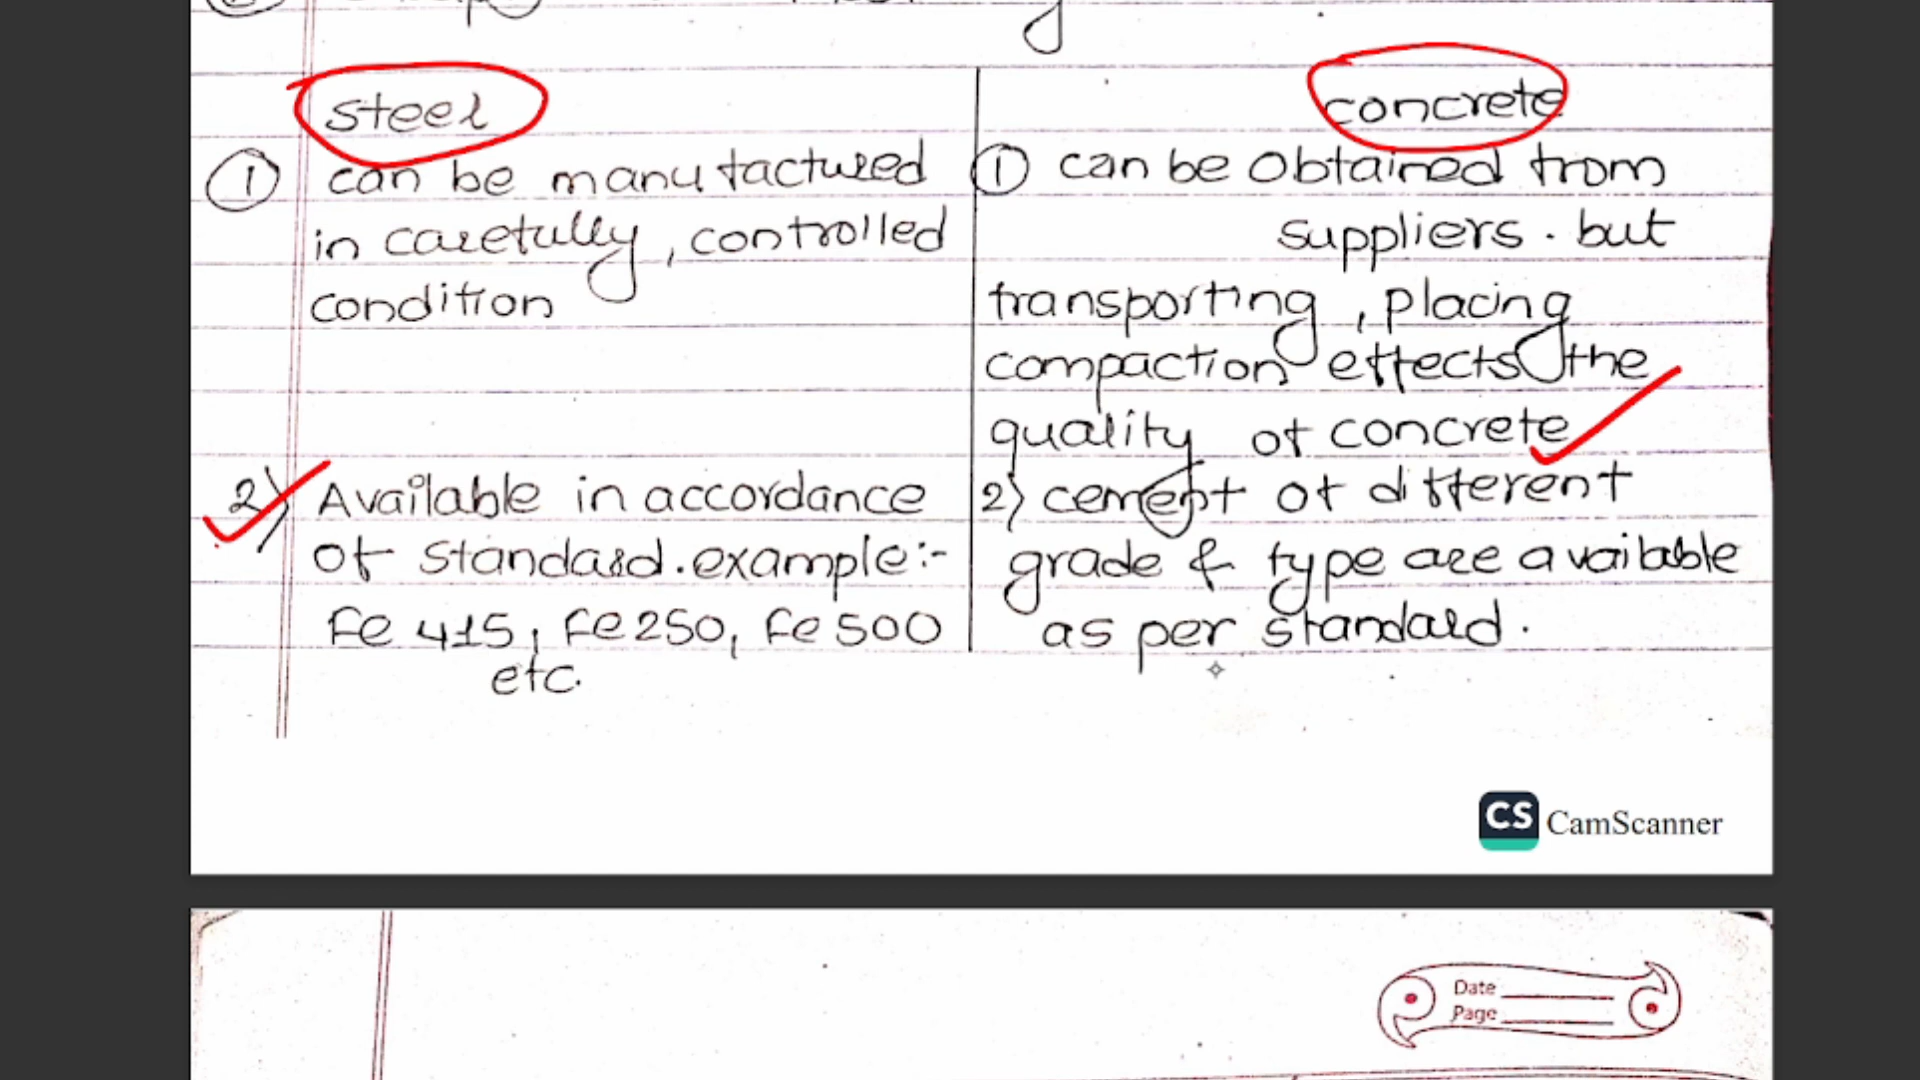 steel
① can be manufactured
in carefully, controlled
condition
2) Available in accordance
of standard. example:-
Fe 415, Fe 250, Fe 500
etc.
concrete
① can be obtained from
suppliers. but
transporting, placing
compaction effects the
quality of concrete
2) cement of different
grade & type are available
as per standard.
CS CamScanner
Date
Page